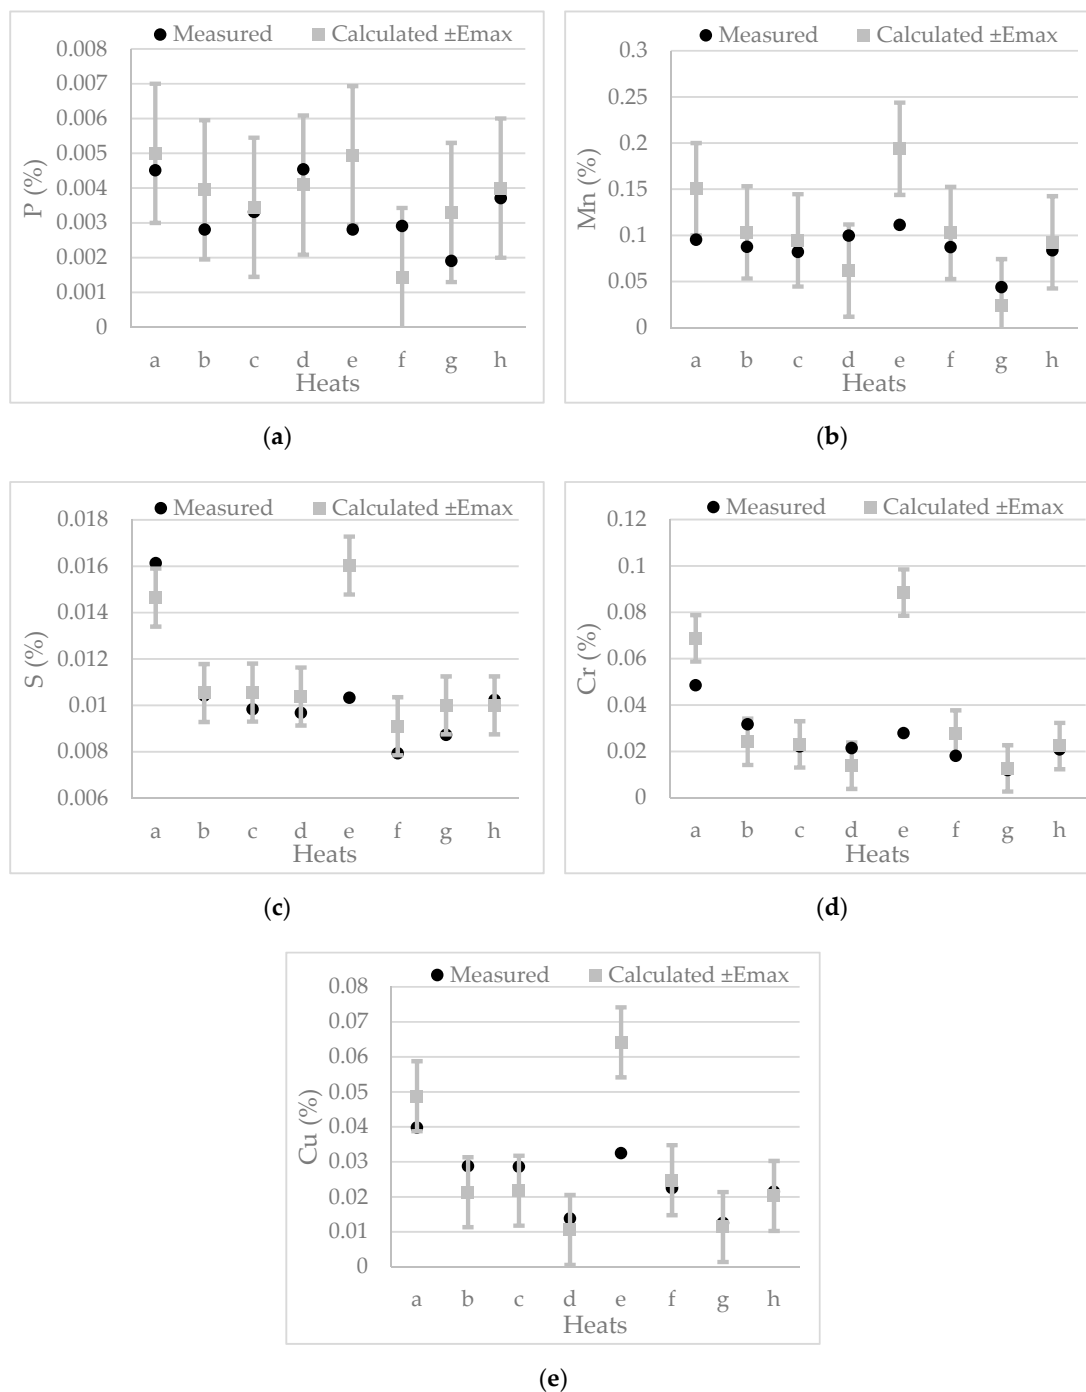 Measured Calculated ±Emax
0.008
0.007
0.006
0.005
0.004
0.003
0.002
0.001
0
P (%)
a b c d e f g h
Heats
(a)
Measured Calculated ±Emax
0.3
0.25
0.2
0.15
0.1
0.05
0
Mn (%)
a b c d e f g h
Heats
(b)
Measured Calculated ±Emax
0.018
0.016
0.014
0.012
0.01
0.008
0.006
S (%)
a b c d e f g h
Heats
(c)
Measured Calculated ±Emax
0.12
0.1
0.08
0.06
0.04
0.02
0
Cr (%)
a b c d e f g h
Heats
(d)
Measured Calculated ±Emax
0.08
0.07
0.06
0.05
0.04
0.03
0.02
0.01
0
Cu (%)
a b c d e f g h
Heats
(e)